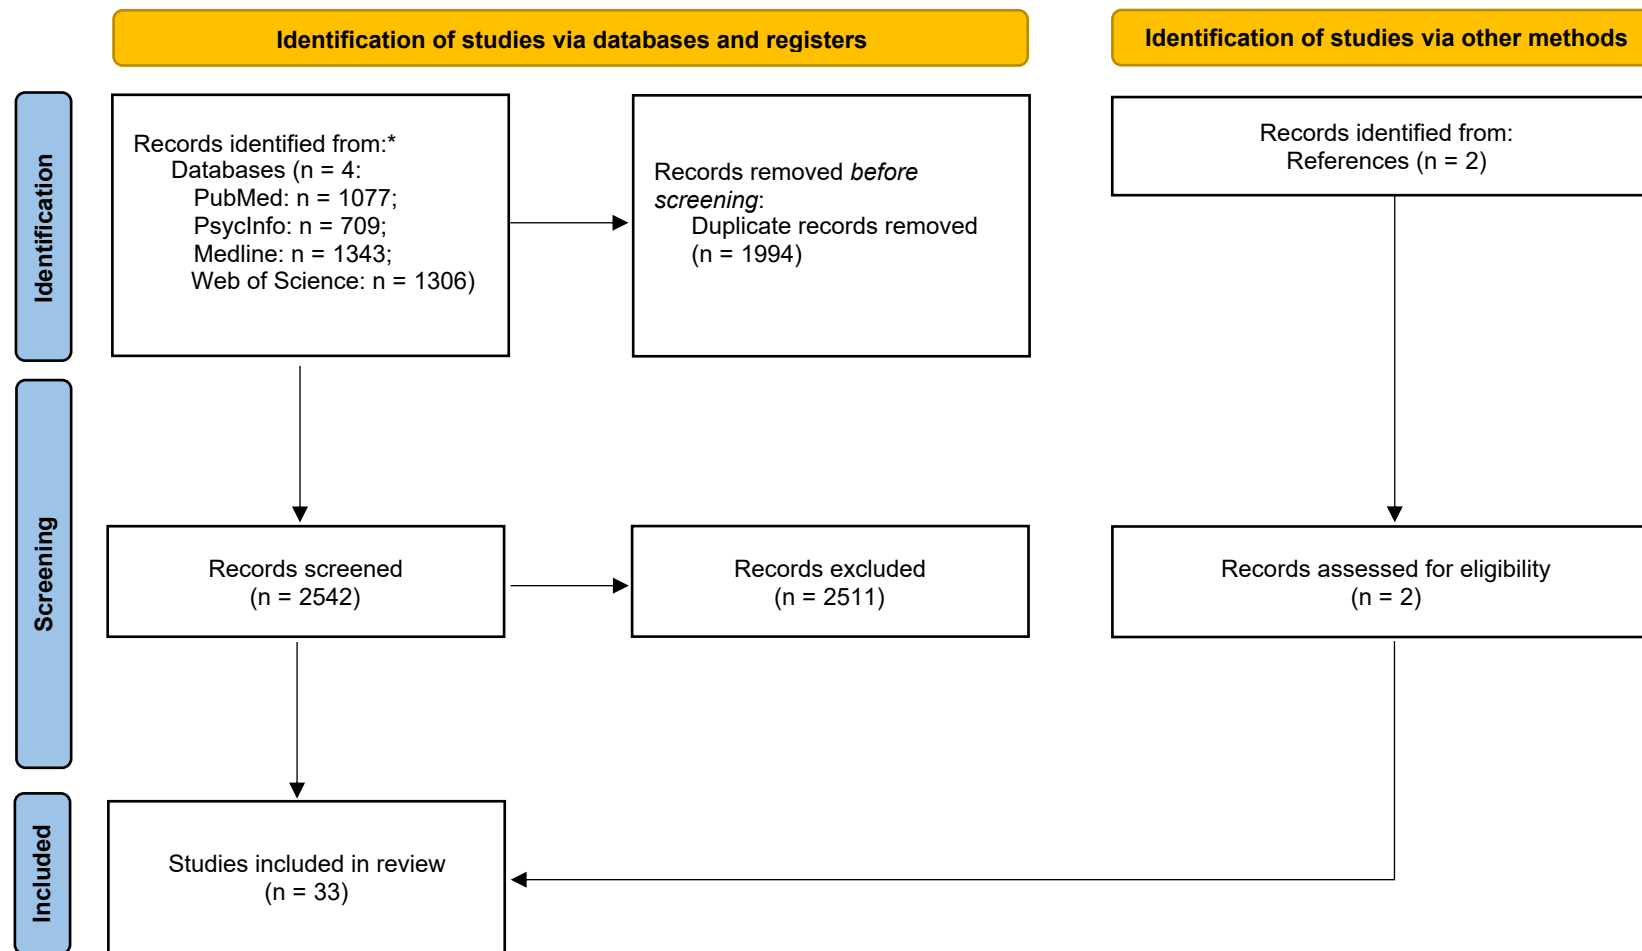 Identification of studies via databases and registers
Identification of studies via other methods
Identification
Records identified from:*
Databases (n = 4:
PubMed: n = 1077;
PsycInfo: n = 709;
Medline: n = 1343;
Web of Science: n = 1306)
Records removed before
screening:
Duplicate records removed
(n = 1994)
Records identified from:
References (n = 2)
Screening
Records screened
(n = 2542)
Records excluded
(n = 2511)
Records assessed for eligibility
(n = 2)
Included
Studies included in review
(n = 33)